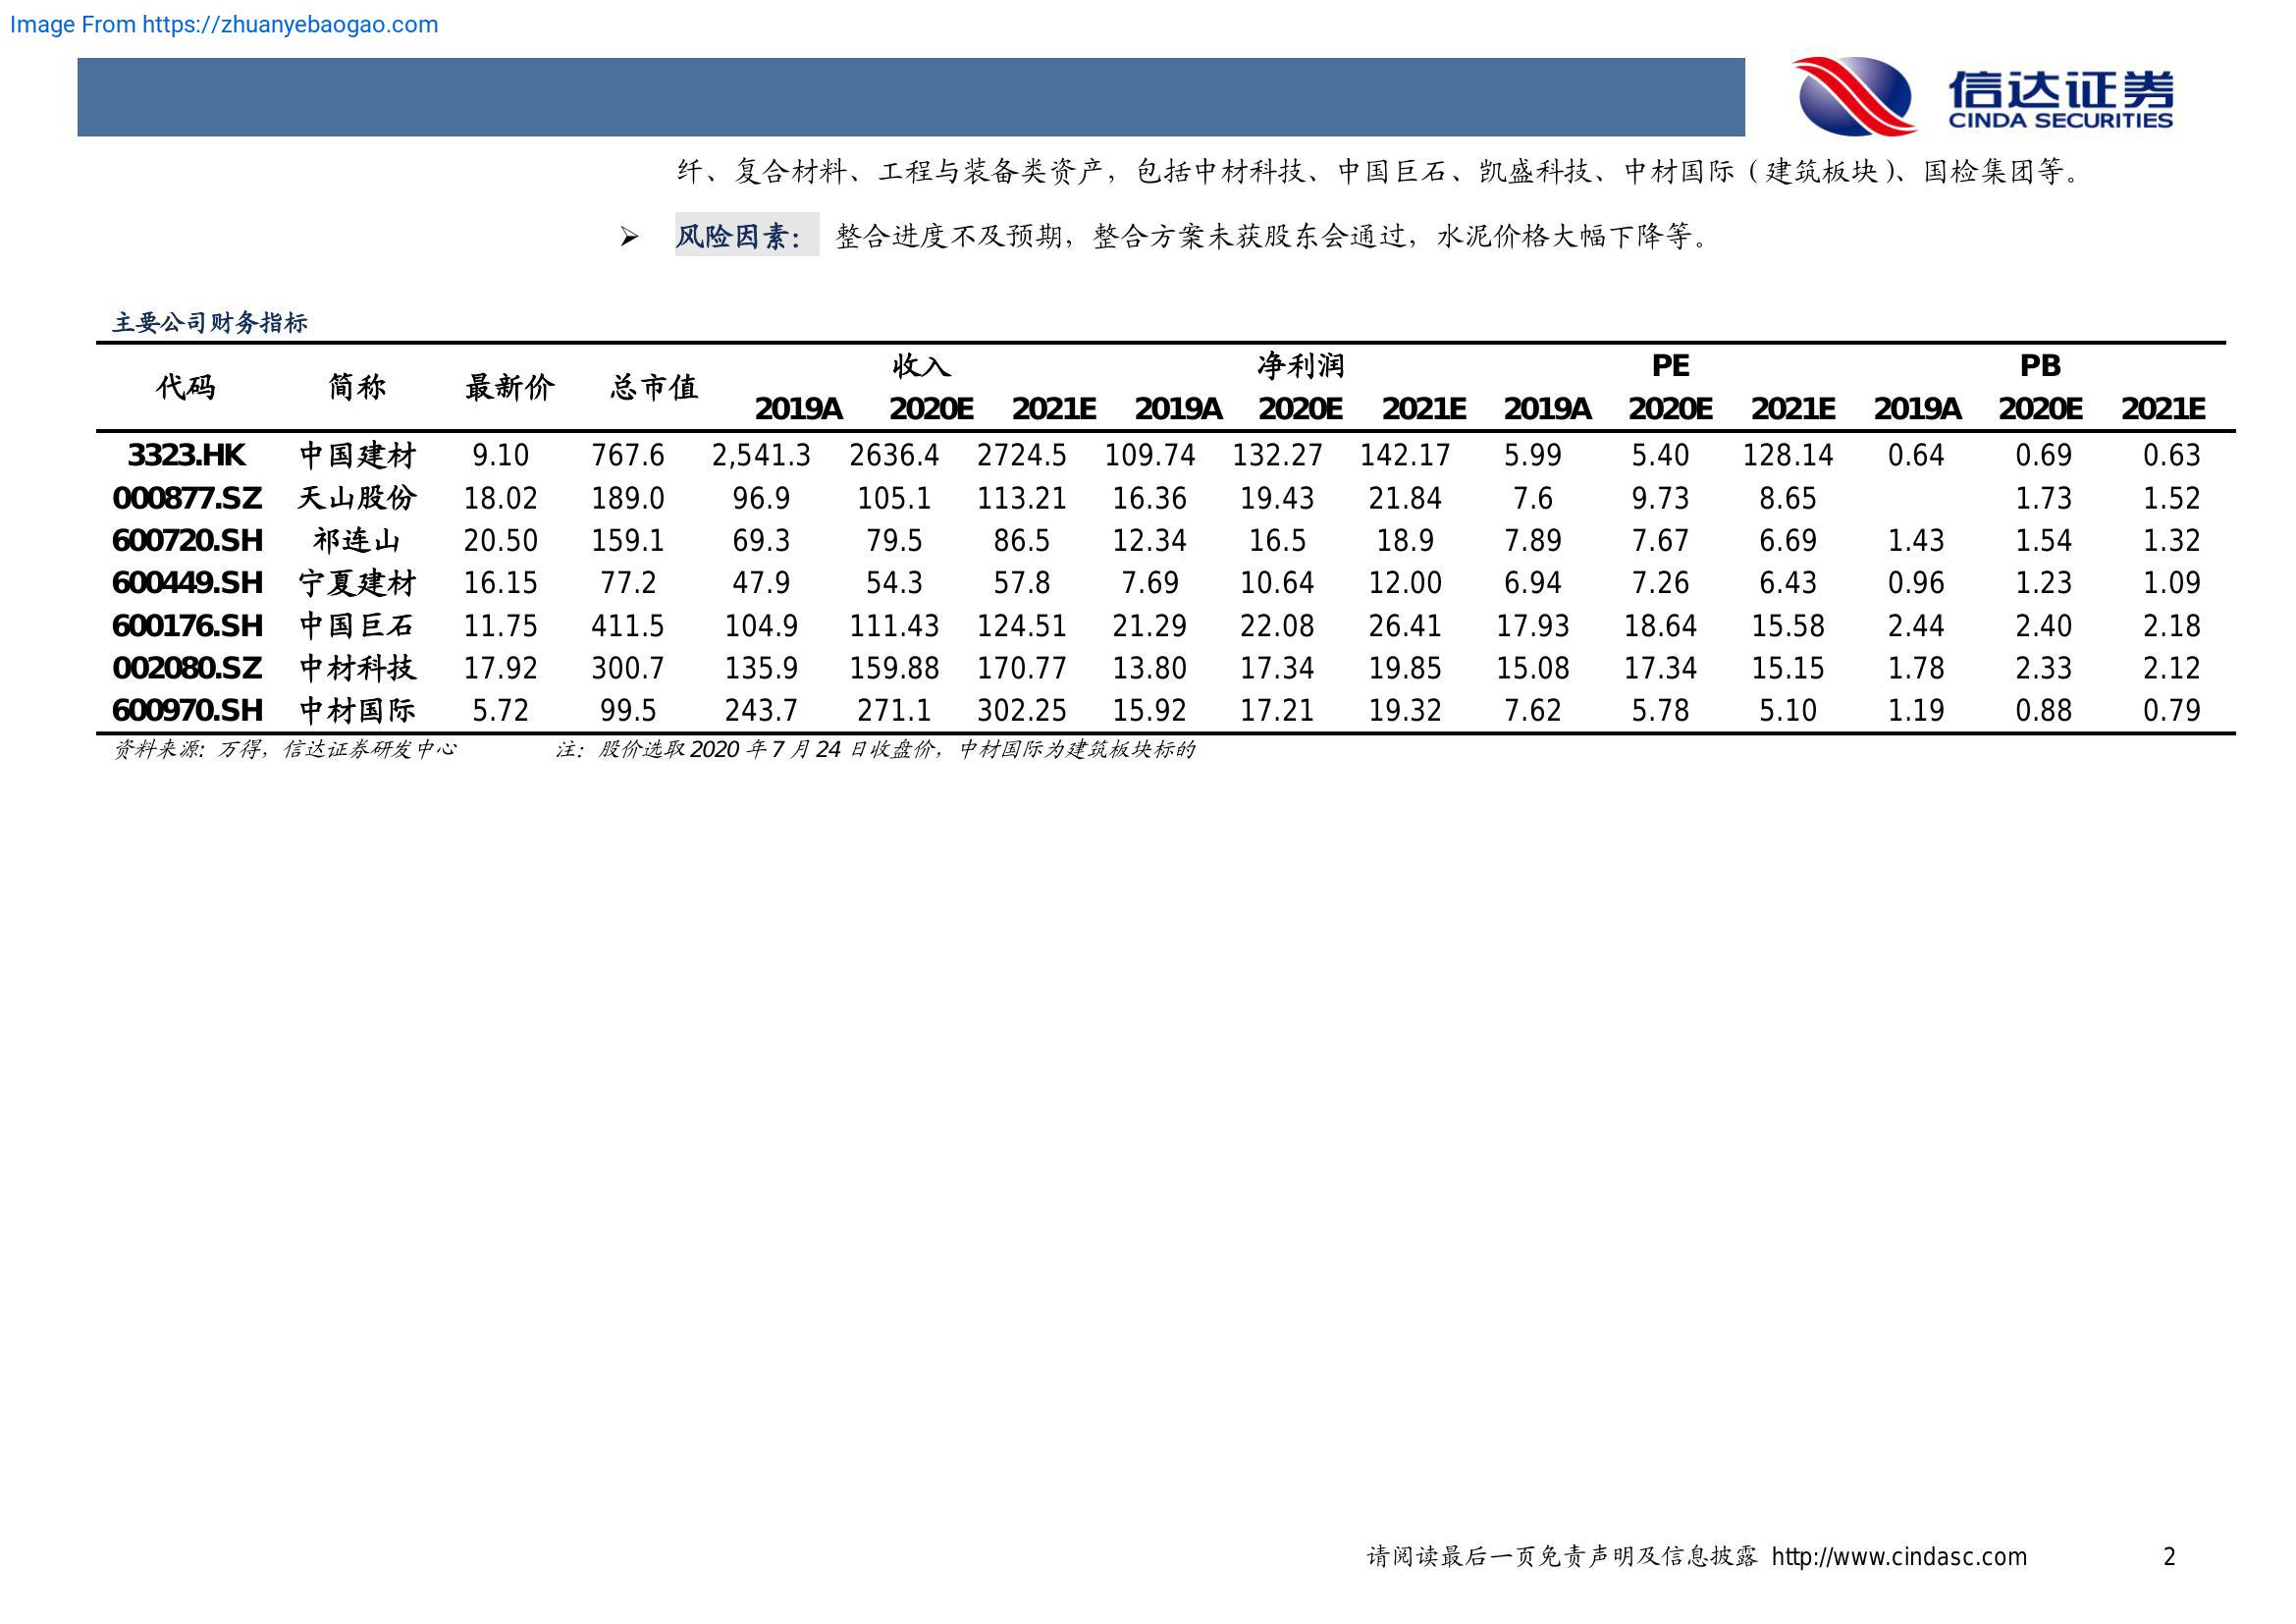 Image From https://zhuanyebaogao.com
信达证券
CINDA SECURITIES
纤、复合材料、工程与装备类资产，包括中材科技、中国巨石、凯盛科技、中材国际（建筑板块）、国检集团等。
➢ 风险因素： 整合进度不及预期，整合方案未获股东会通过，水泥价格大幅下降等。
主要公司财务指标
代码 简称 最新价 总市值 收入 净利润 PE PB
2019A 2020E 2021E 2019A 2020E 2021E 2019A 2020E 2021E 2019A 2020E 2021E
3323.HK 中国建材 9.10 767.6 2,541.3 2636.4 2724.5 109.74 132.27 142.17 5.99 5.40 128.14 0.64 0.69 0.63
000877.SZ 天山股份 18.02 189.0 96.9 105.1 113.21 16.36 19.43 21.84 7.6 9.73 8.65 1.73 1.52
600720.SH 祁连山 20.50 159.1 69.3 79.5 86.5 12.34 16.5 18.9 7.89 7.67 6.69 1.43 1.54 1.32
600449.SH 宁夏建材 16.15 77.2 47.9 54.3 57.8 7.69 10.64 12.00 6.94 7.26 6.43 0.96 1.23 1.09
600176.SH 中国巨石 11.75 411.5 104.9 111.43 124.51 21.29 22.08 26.41 17.93 18.64 15.58 2.44 2.40 2.18
002080.SZ 中材科技 17.92 300.7 135.9 159.88 170.77 13.80 17.34 19.85 15.08 17.34 15.15 1.78 2.33 2.12
600970.SH 中材国际 5.72 99.5 243.7 271.1 302.25 15.92 17.21 19.32 7.62 5.78 5.10 1.19 0.88 0.79
资料来源：万得，信达证券研发中心 注：股价选取 2020 年 7 月 24 日收盘价，中材国际为建筑板块标的
请阅读最后一页免责声明及信息披露 http://www.cindasc.com 2